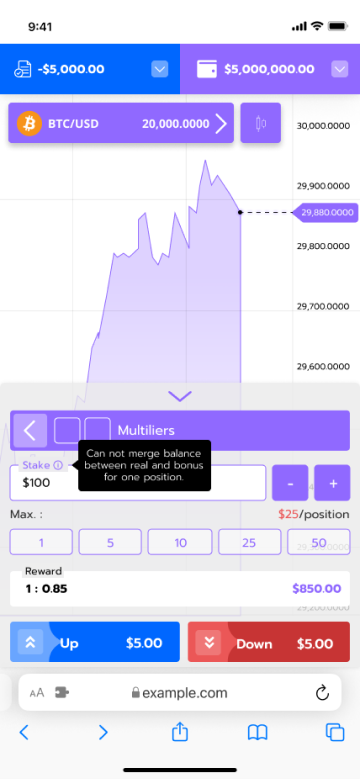 9:41
-$5,000.00
$5,000,000.00
BTC/USD 20,000.0000
30,000.0000
29,900.0000
29,880.0000
29,800.0000
29,700.0000
29,600.0000
Multiliers
Can not merge balance
between real and bonus
for one position.
Stake
$100
-
+
Max. :
$25/position
1
5
10
25
50
Reward
1 : 0.85
$850.00
29,200.0000
Up $5.00
Down $5.00
AA
example.com